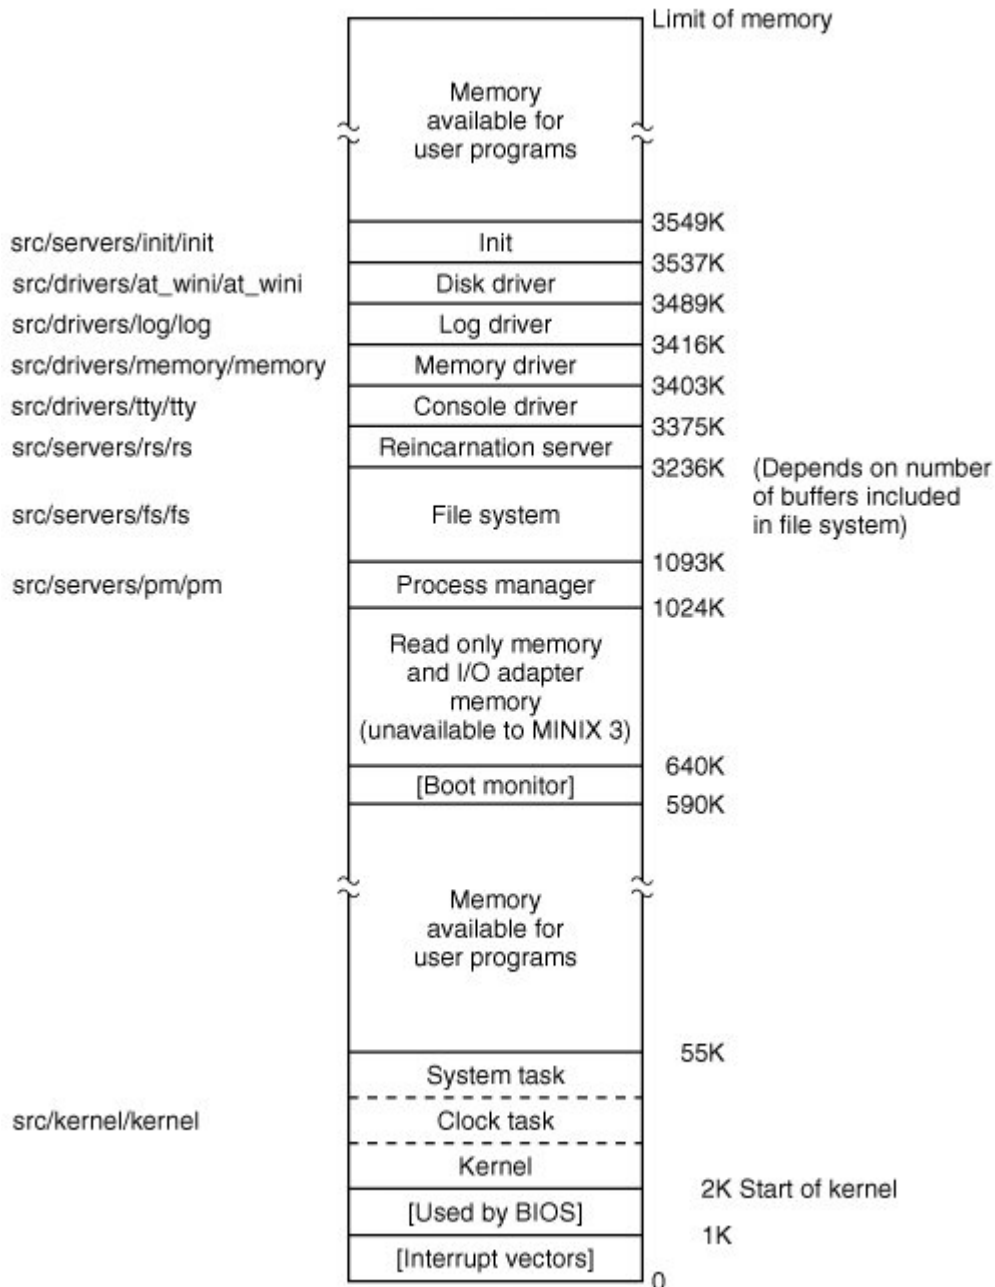 Limit of memory
Memory
available for
user programs
3549K
src/servers/init/init
Init
3537K
src/drivers/at_wini/at_wini
Disk driver
3489K
src/drivers/log/log
Log driver
3416K
src/drivers/memory/memory
Memory driver
3403K
src/drivers/tty/tty
Console driver
3375K
src/servers/rs/rs
Reincarnation server
3236K
(Depends on number
of buffers included
in file system)
src/servers/fs/fs
File system
1093K
src/servers/pm/pm
Process manager
1024K
Read only memory
and I/O adapter
memory
(unavailable to MINIX 3)
640K
[Boot monitor]
590K
Memory
available for
user programs
55K
System task
src/kernel/kernel
Clock task
Kernel
2K Start of kernel
[Used by BIOS]
1K
[Interrupt vectors]
0